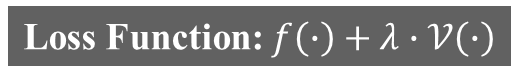 Loss Function: 𝑓(·) + 𝜆 · 𝒱(·)